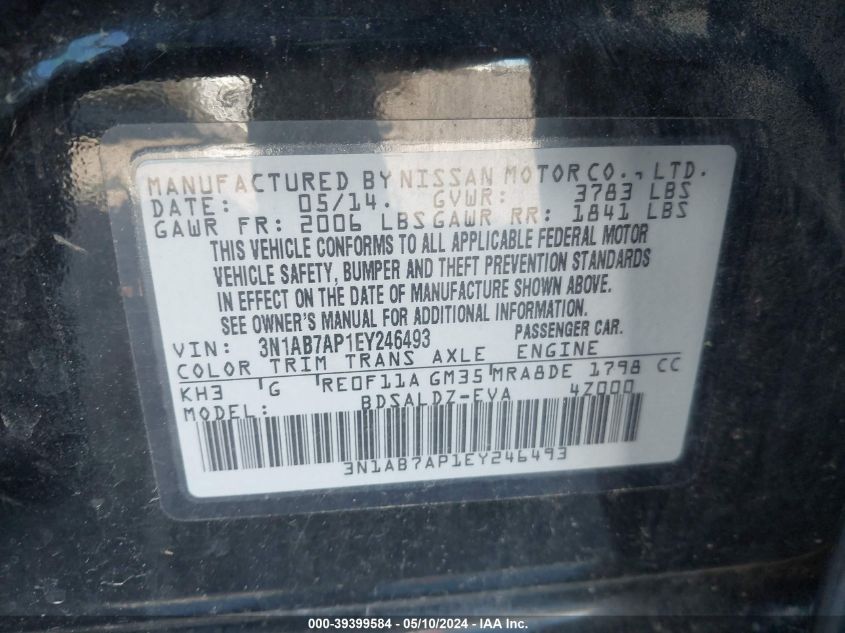 MANUFACTURED BY NISSAN MOTOR CO., LTD.
DATE: 05/14. GVWR: 3783 LBS
GAWR FR: 2006 LBS GAWR RR: 1841 LBS
THIS VEHICLE CONFORMS TO ALL APPLICABLE FEDERAL MOTOR
VEHICLE SAFETY, BUMPER AND THEFT PREVENTION STANDARDS
IN EFFECT ON THE DATE OF MANUFACTURE SHOWN ABOVE.
SEE OWNER'S MANUAL FOR ADDITIONAL INFORMATION.
VIN: 3N1AB7AP1EY246493 PASSENGER CAR.
COLOR TRIM TRANS AXLE ENGINE
KH3 G RE0F11A GM35 MRA8DE 1798 CC
MODEL: BDSALDZ-EVA 4Z000
3N1AB7AP1EY246493
000-39399584 - 05/10/2024 - IAA Inc.